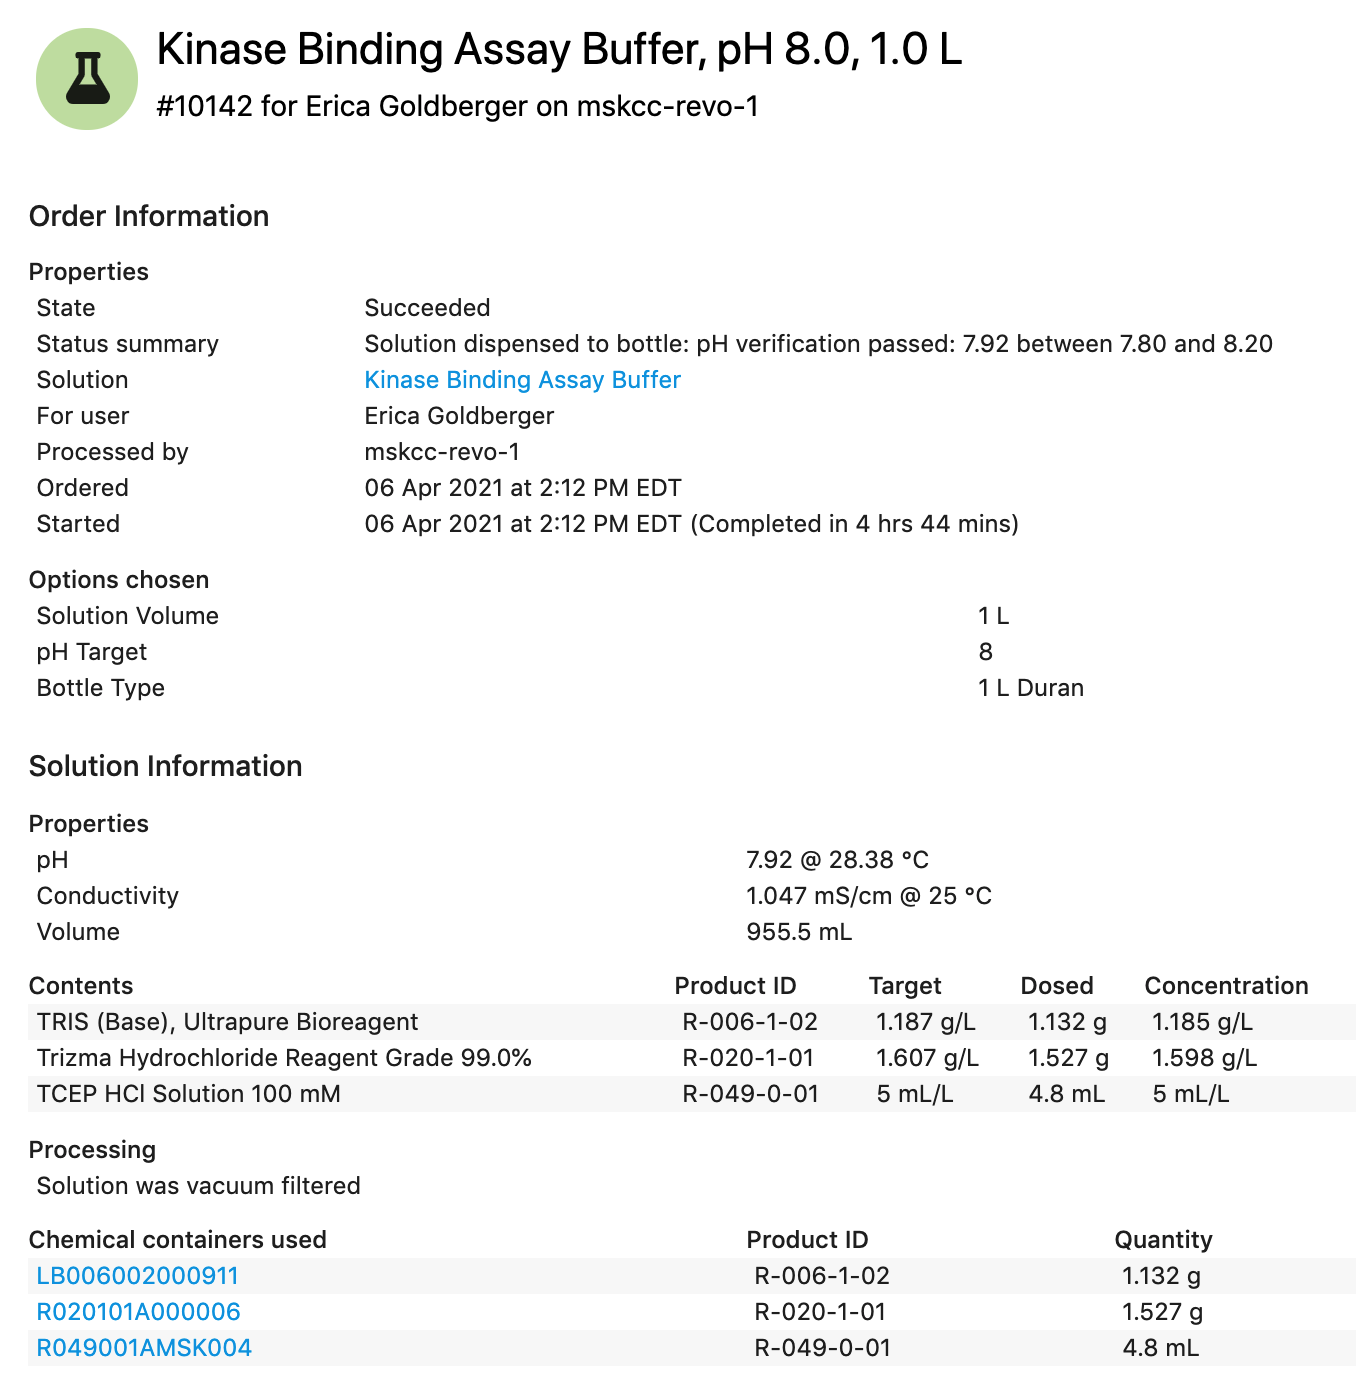 Kinase Binding Assay Buffer, pH 8.0, 1.0 L
#10142 for Erica Goldberger on mskcc-revo-1
Order Information
Properties
State Succeeded
Status summary Solution dispensed to bottle: pH verification passed: 7.92 between 7.80 and 8.20
Solution Kinase Binding Assay Buffer
For user Erica Goldberger
Processed by mskcc-revo-1
Ordered 06 Apr 2021 at 2:12 PM EDT
Started 06 Apr 2021 at 2:12 PM EDT (Completed in 4 hrs 44 mins)
Options chosen
Solution Volume 1 L
pH Target 8
Bottle Type 1 L Duran
Solution Information
Properties
pH 7.92 @ 28.38 °C
Conductivity 1.047 mS/cm @ 25 °C
Volume 955.5 mL
Contents Product ID Target Dosed Concentration
TRIS (Base), Ultrapure Bioreagent R-006-1-02 1.187 g/L 1.132 g 1.185 g/L
Trizma Hydrochloride Reagent Grade 99.0% R-020-1-01 1.607 g/L 1.527 g 1.598 g/L
TCEP HCl Solution 100 mM R-049-0-01 5 mL/L 4.8 mL 5 mL/L
Processing
Solution was vacuum filtered
Chemical containers used Product ID Quantity
LB006002000911 R-006-1-02 1.132 g
R020101A000006 R-020-1-01 1.527 g
R049001AMSK004 R-049-0-01 4.8 mL